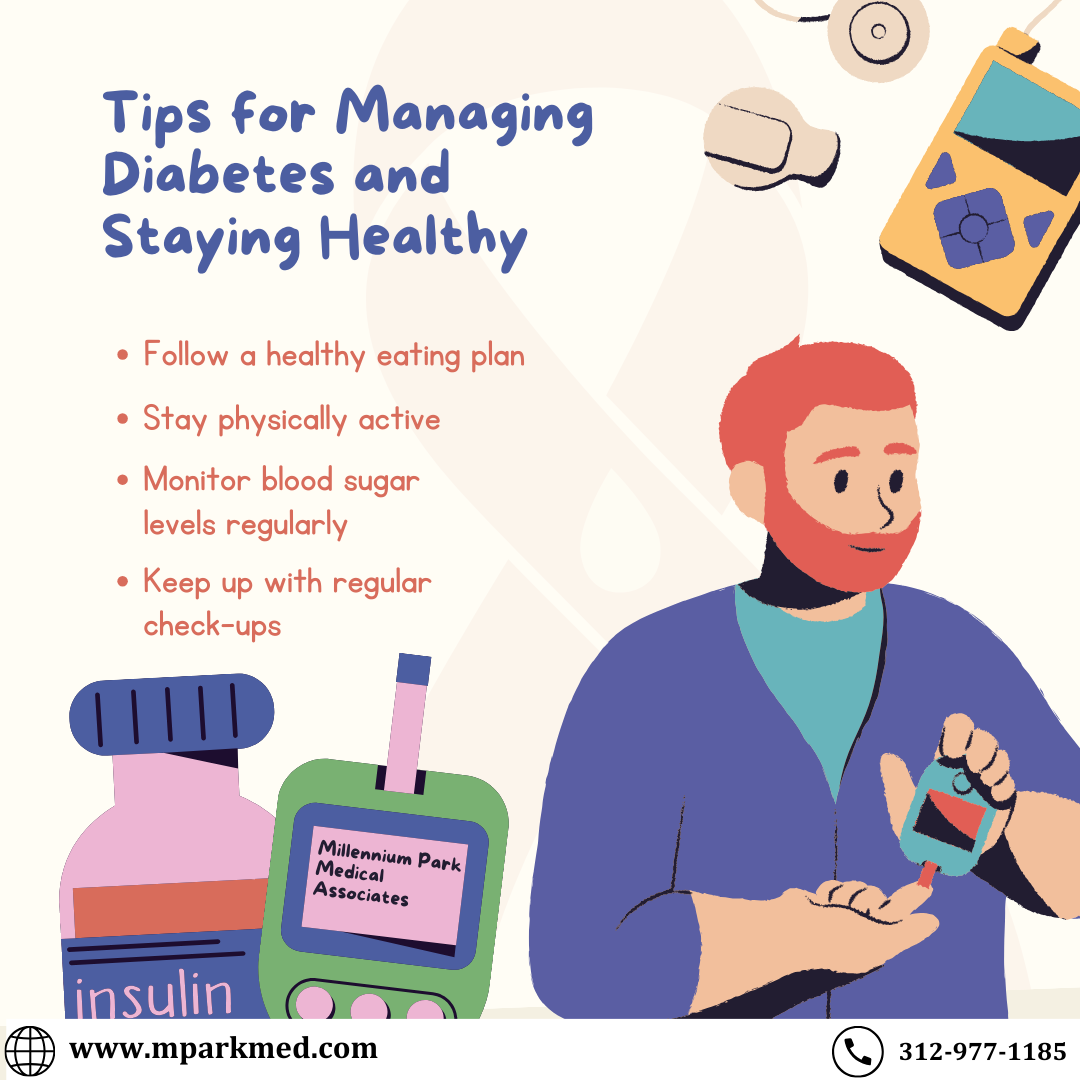 Tips for Managing
Diabetes and
Staying Healthy
• Follow a healthy eating plan
• Stay physically active
• Monitor blood sugar
levels regularly
• Keep up with regular
check-ups
Millennium Park
Medical
Associates
insulin
www.mparkmed.com
312-977-1185